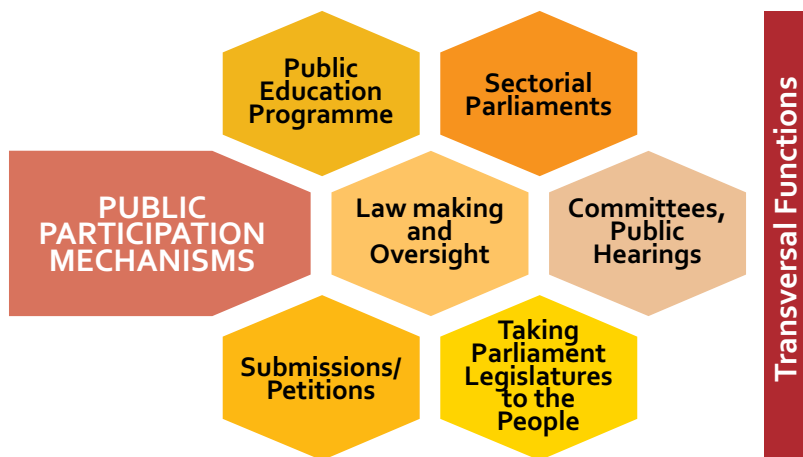 Public
Education
Programme
Sectorial
Parliaments
PUBLIC
PARTICIPATION
MECHANISMS
Law making
and
Oversight
Committees,
Public
Hearings
Submissions/
Petitions
Taking
Parliament
Legislatures
to the
People
Transversal Functions